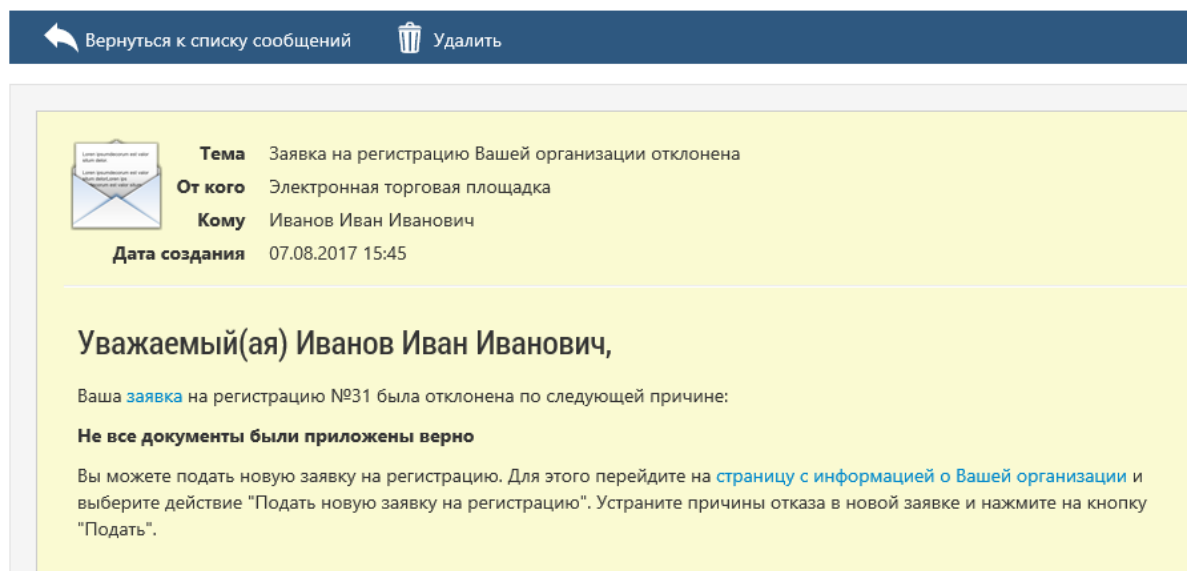 Вернуться к списку сообщений Удалить
Тема Заявка на регистрацию Вашей организации отклонена
От кого Электронная торговая площадка
Кому Иванов Иван Иванович
Дата создания 07.08.2017 15:45
Уважаемый(ая) Иванов Иван Иванович,
Ваша заявка на регистрацию №31 была отклонена по следующей причине:
Не все документы были приложены верно
Вы можете подать новую заявку на регистрацию. Для этого перейдите на страницу с информацией о Вашей организации и
выберите действие "Подать новую заявку на регистрацию". Устраните причины отказа в новой заявке и нажмите на кнопку
"Подать".